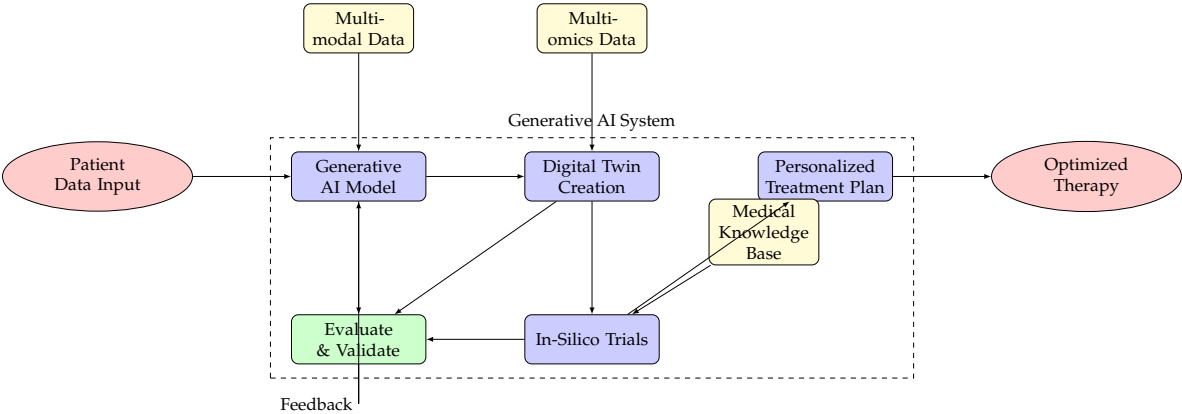 Multi-
modal Data
Multi-
omics Data
Generative AI System
Patient
Data Input
Generative
AI Model
Digital Twin
Creation
Personalized
Treatment Plan
Optimized
Therapy
Medical
Knowledge
Base
Evaluate
& Validate
In-Silico Trials
Feedback